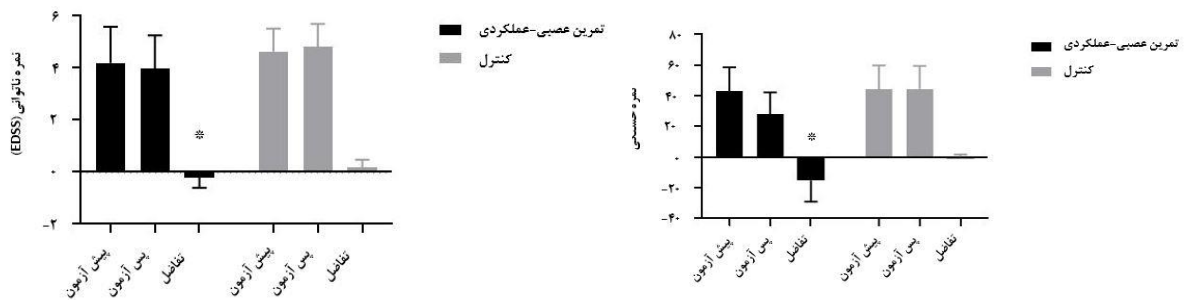 نمره ناتوانی (EDSS)
۶
۴
۲
۰
-۲
تمرین عصبی-عملکردی
کنترل
*
پیش آزمون
پس آزمون
تفاضل
پیش آزمون
پس آزمون
تفاضل
نمره خستگی
۸۰
۶۰
۴۰
۲۰
۰
-۲۰
-۴۰
تمرین عصبی-عملکردی
کنترل
*
پیش آزمون
پس آزمون
تفاضل
پیش آزمون
پس آزمون
تفاضل